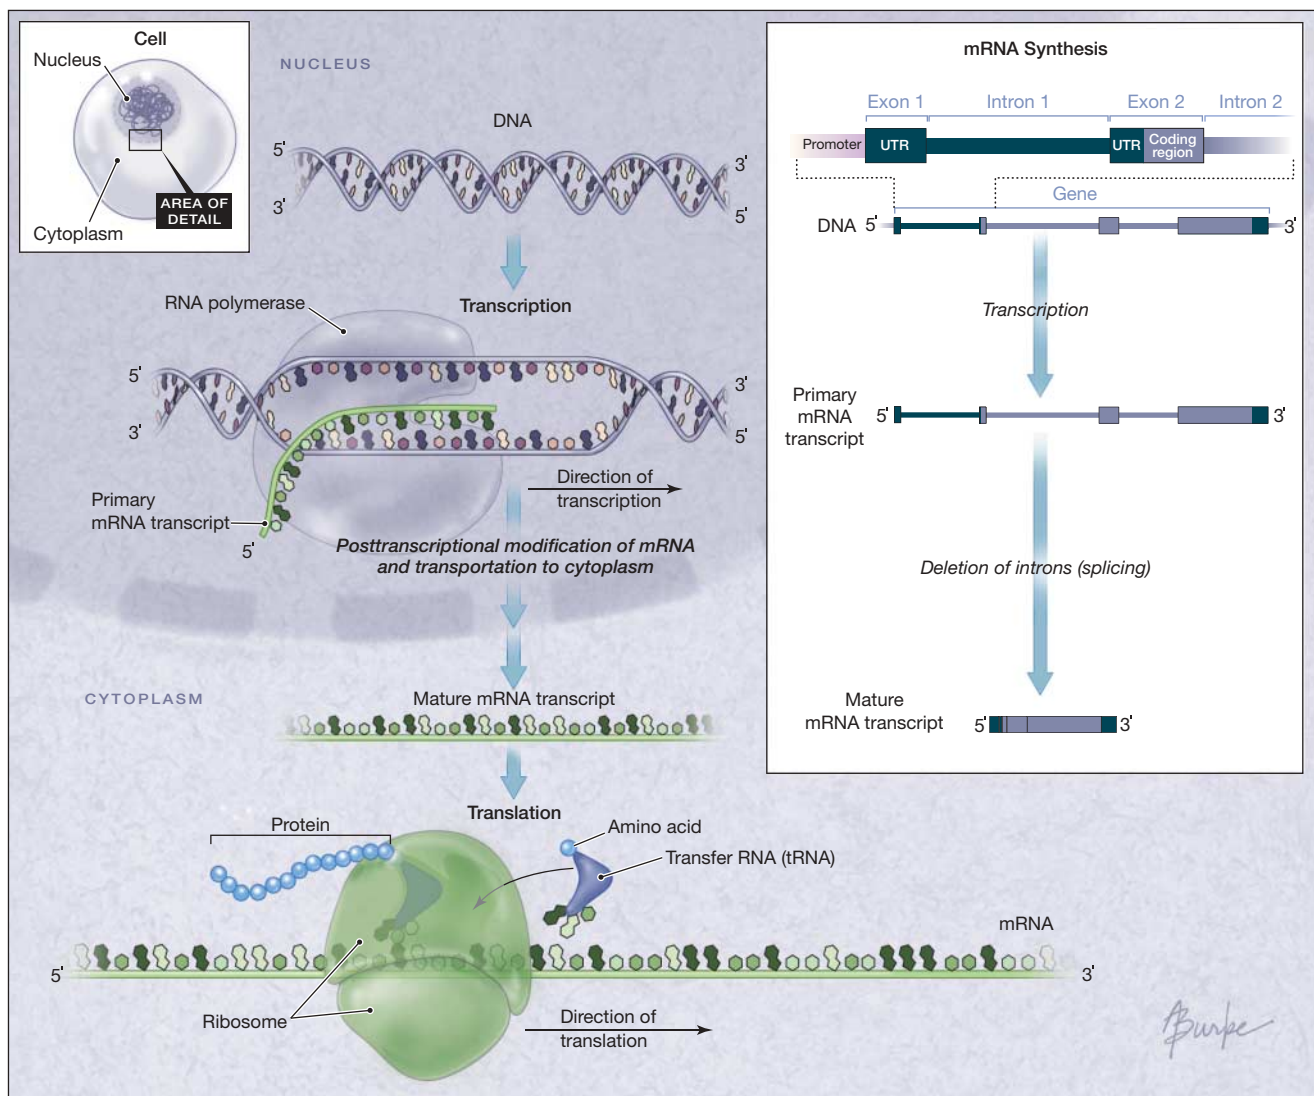 Cell
Nucleus
AREA OF
DETAIL
Cytoplasm
NUCLEUS
DNA
5'
3'
3'
5'
Transcription
RNA polymerase
5'
3'
3'
5'
Direction of
transcription
Primary
mRNA transcript
5'
Posttranscriptional modification of mRNA
and transportation to cytoplasm
CYTOPLASM
Mature mRNA transcript
Translation
Protein
Amino acid
Transfer RNA (tRNA)
mRNA
5'
3'
Ribosome
Direction of
translation
mRNA Synthesis
Exon 1 Intron 1 Exon 2 Intron 2
Promoter UTR UTR Coding
region
Gene
DNA 5' 3'
Transcription
Primary
mRNA
transcript
5' 3'
Deletion of introns (splicing)
Mature
mRNA transcript
5' 3'
ABurke